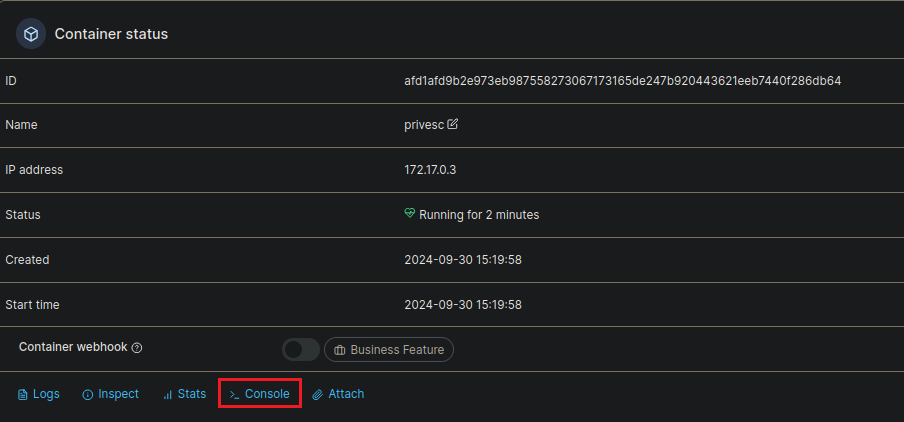 Container status
ID afd1afd9b2e973eb987558273067173165de247b920443621eeb7440f286db64
Name privesc
IP address 172.17.0.3
Status Running for 2 minutes
Created 2024-09-30 15:19:58
Start time 2024-09-30 15:19:58
Container webhook Business Feature
Logs Inspect Stats Console Attach